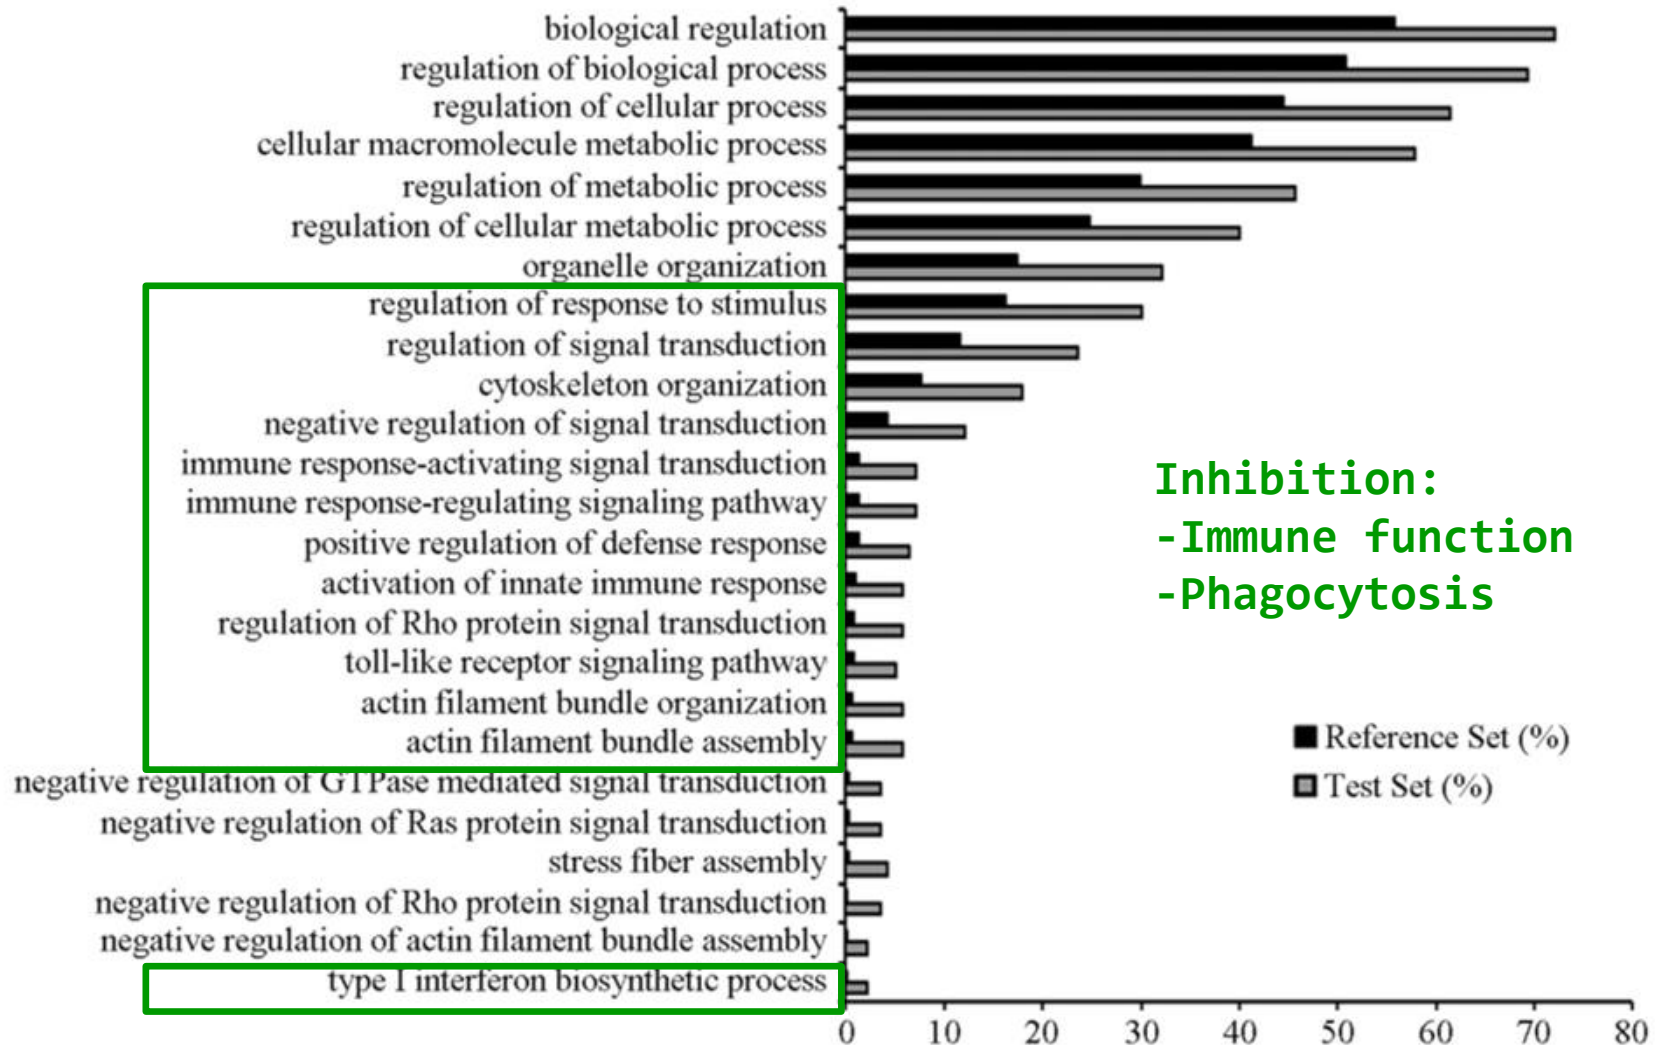 biological regulation
regulation of biological process
regulation of cellular process
cellular macromolecule metabolic process
regulation of metabolic process
regulation of cellular metabolic process
organelle organization
regulation of response to stimulus
regulation of signal transduction
cytoskeleton organization
negative regulation of signal transduction
immune response-activating signal transduction
immune response-regulating signaling pathway
positive regulation of defense response
activation of innate immune response
regulation of Rho protein signal transduction
toll-like receptor signaling pathway
actin filament bundle organization
actin filament bundle assembly
negative regulation of GTPase mediated signal transduction
negative regulation of Ras protein signal transduction
stress fiber assembly
negative regulation of Rho protein signal transduction
negative regulation of actin filament bundle assembly
type I interferon biosynthetic process
0 10 20 30 40 50 60 70 80
Inhibition:
-Immune function
-Phagocytosis
Reference Set (%)
Test Set (%)